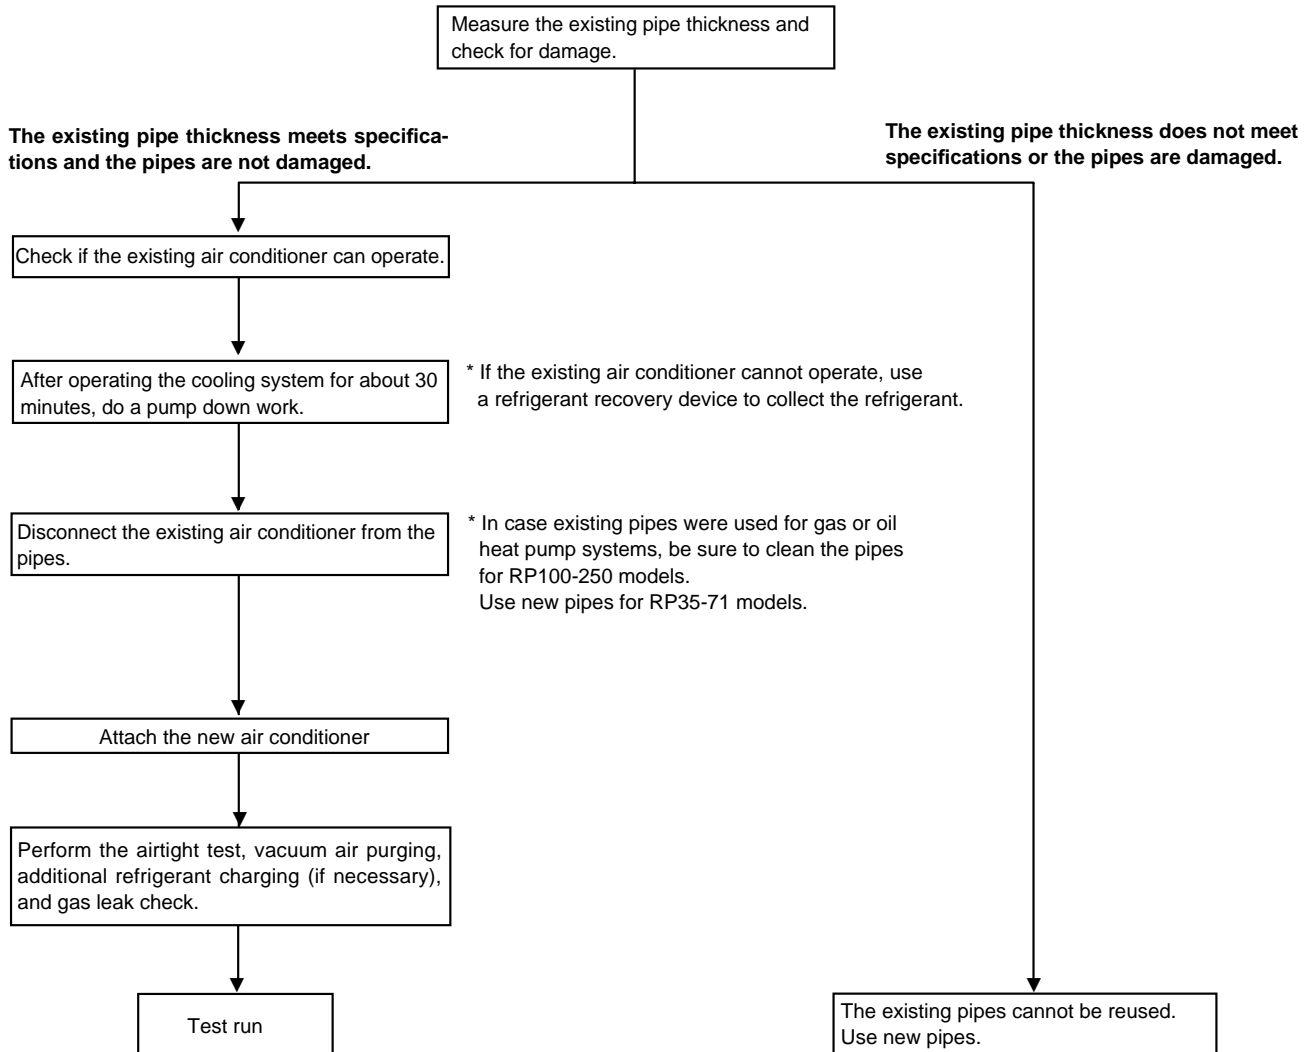 Measure the existing pipe thickness and
check for damage.
The existing pipe thickness meets specifica-
tions and the pipes are not damaged.
The existing pipe thickness does not meet
specifications or the pipes are damaged.
Check if the existing air conditioner can operate.
After operating the cooling system for about 30
minutes, do a pump down work.
* If the existing air conditioner cannot operate, use
a refrigerant recovery device to collect the refrigerant.
Disconnect the existing air conditioner from the
pipes.
* In case existing pipes were used for gas or oil
heat pump systems, be sure to clean the pipes
for RP100-250 models.
Use new pipes for RP35-71 models.
Attach the new air conditioner
Perform the airtight test, vacuum air purging,
additional refrigerant charging (if necessary),
and gas leak check.
Test run
The existing pipes cannot be reused.
Use new pipes.